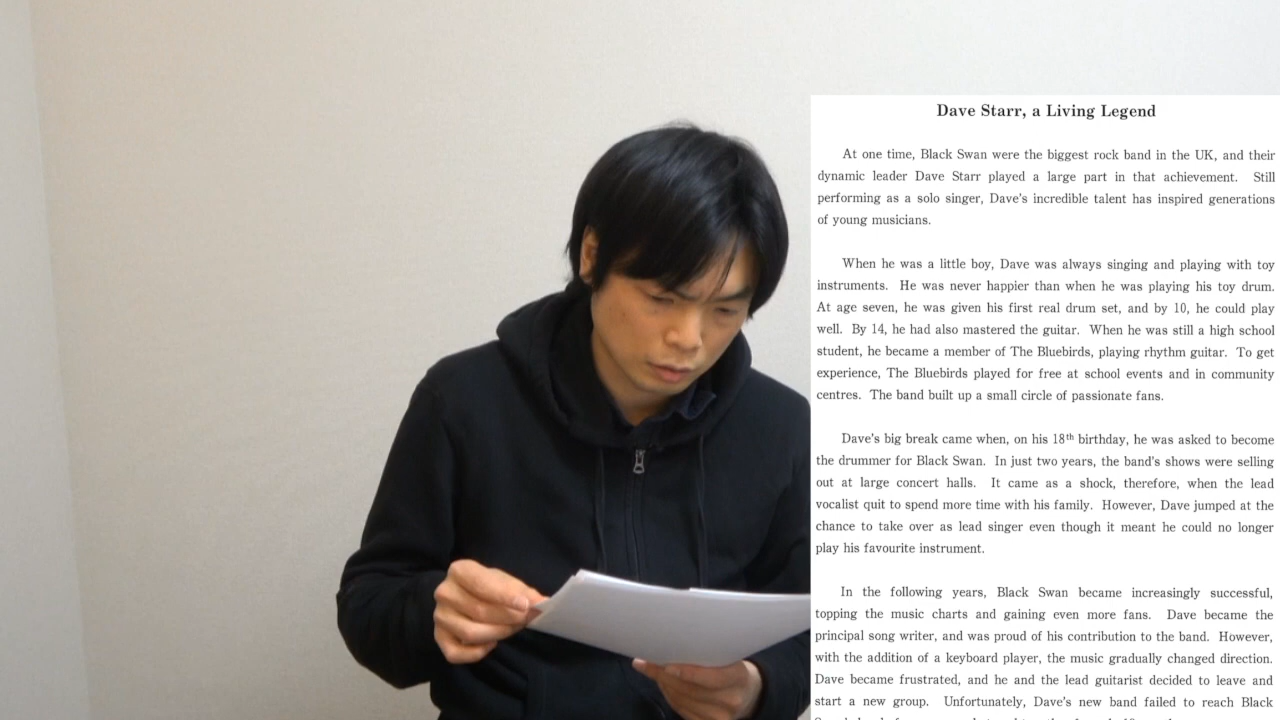 Dave Starr, a Living Legend
At one time, Black Swan were the biggest rock band in the UK, and their
dynamic leader Dave Starr played a large part in that achievement. Still
performing as a solo singer, Dave's incredible talent has inspired generations
of young musicians.
When he was a little boy, Dave was always singing and playing with toy
instruments. He was never happier than when he was playing his toy drum.
At age seven, he was given his first real drum set, and by 10, he could play
well. By 14, he had also mastered the guitar. When he was still a high school
student, he became a member of The Bluebirds, playing rhythm guitar. To get
experience, The Bluebirds played for free at school events and in community
centres. The band built up a small circle of passionate fans.
Dave's big break came when, on his 18th birthday, he was asked to become
the drummer for Black Swan. In just two years, the band's shows were selling
out at large concert halls. It came as a shock, therefore, when the lead
vocalist quit to spend more time with his family. However, Dave jumped at the
chance to take over as lead singer even though it meant he could no longer
play his favourite instrument.
In the following years, Black Swan became increasingly successful,
topping the music charts and gaining even more fans. Dave became the
principal song writer, and was proud of his contribution to the band. However,
with the addition of a keyboard player, the music gradually changed direction.
Dave became frustrated, and he and the lead guitarist decided to leave and
start a new group. Unfortunately, Dave's new band failed to reach Black